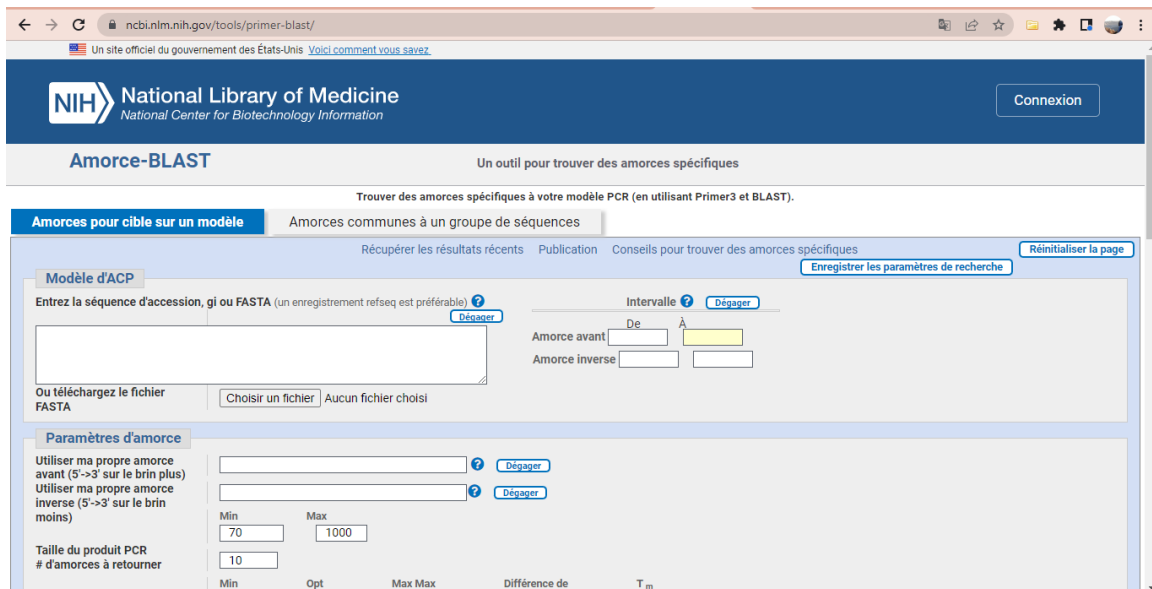 ncbi.nlm.nih.gov/tools/primer-blast/
Un site officiel du gouvernement des États-Unis Voici comment vous savez
NIH National Library of Medicine
National Center for Biotechnology Information
Connexion
Amorce-BLAST Un outil pour trouver des amorces spécifiques
Trouver des amorces spécifiques à votre modèle PCR (en utilisant Primer3 et BLAST).
Amorces pour cible sur un modèle Amorces communes à un groupe de séquences
Récupérer les résultats récents Publication Conseils pour trouver des amorces spécifiques Réinitialiser la page
Enregistrer les paramètres de recherche
Modèle d'ACP
Entrez la séquence d'accession, gi ou FASTA (un enregistrement refseq est préférable) ? Intervalle ? Dégager
Dégager
De À
Amorce avant
Amorce inverse
Ou téléchargez le fichier FASTA Choisir un fichier Aucun fichier choisi
Paramètres d'amorce
Utiliser ma propre amorce avant (5'->3' sur le brin plus) ? Dégager
Utiliser ma propre amorce inverse (5'->3' sur le brin moins) ? Dégager
Min Max
70 1000
Taille du produit PCR
# d'amorces à retourner 10
Min Opt Max Max Différence de T m